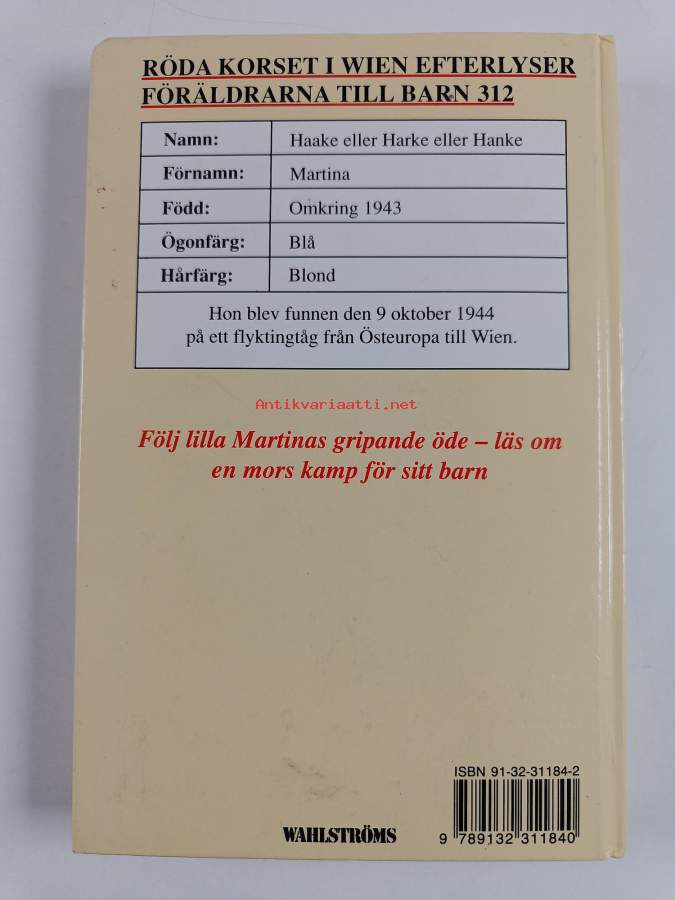 RÖDA KORSET I WIEN EFTERLYSER
FÖRÄLDRARNA TILL BARN 312
Namn: Haake eller Harke eller Hanke
Förnamn: Martina
Född: Omkring 1943
Ögonfärg: Blå
Hårfärg: Blond
Hon blev funnen den 9 oktober 1944
på ett flyktingtåg från Östeuropa till Wien.
Antikvariaatti.net
Följ lilla Martinas gripande öde – läs om
en mors kamp för sitt barn
ISBN 91-32-31184-2
WAHLSTRÖMS
9 789132 311840